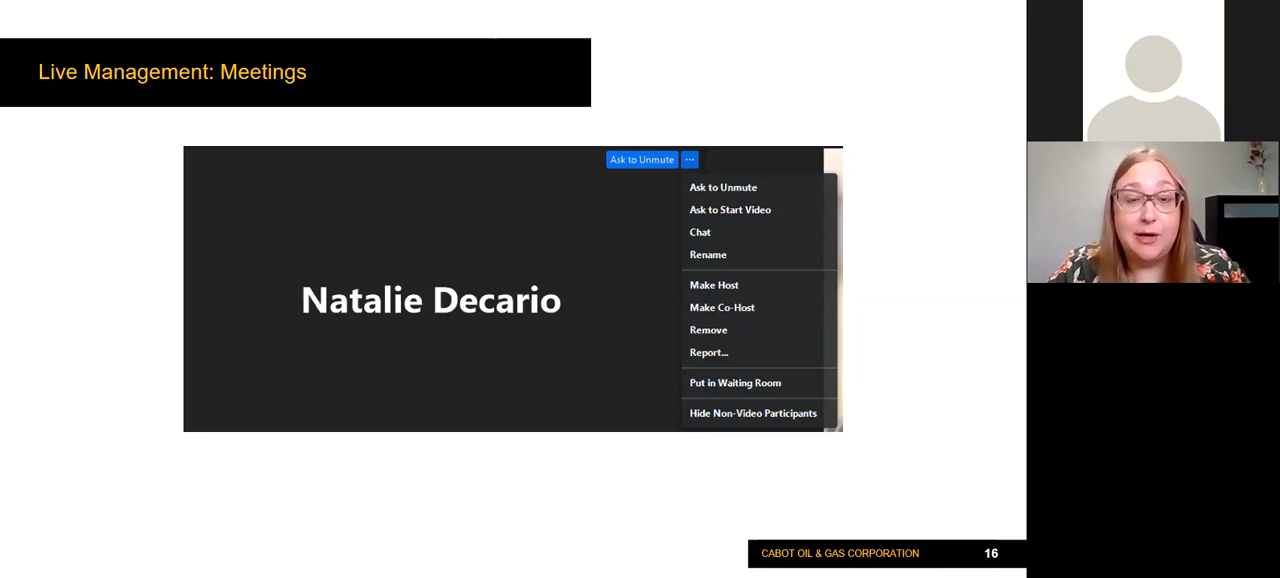 Live Management: Meetings
Ask to Unmute ...
Ask to Unmute
Ask to Start Video
Chat
Rename
Natalie Decario
Make Host
Make Co-Host
Remove
Report...
Put in Waiting Room
Hide Non-Video Participants
CABOT OIL & GAS CORPORATION 16